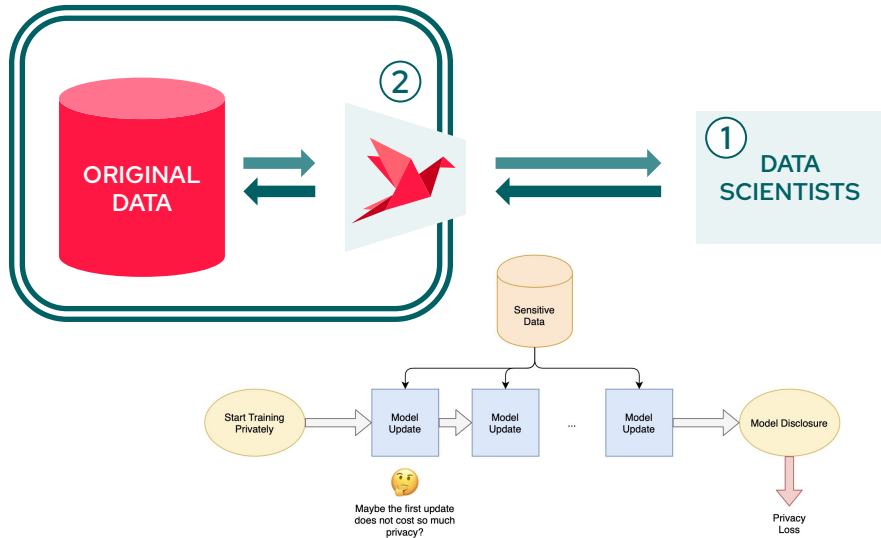 ②
ORIGINAL
DATA
①
DATA
SCIENTISTS
Sensitive
Data
Start Training
Privately
Model
Update
Model
Update
...
Model
Update
Model Disclosure
Maybe the first update
does not cost so much
privacy?
Privacy
Loss